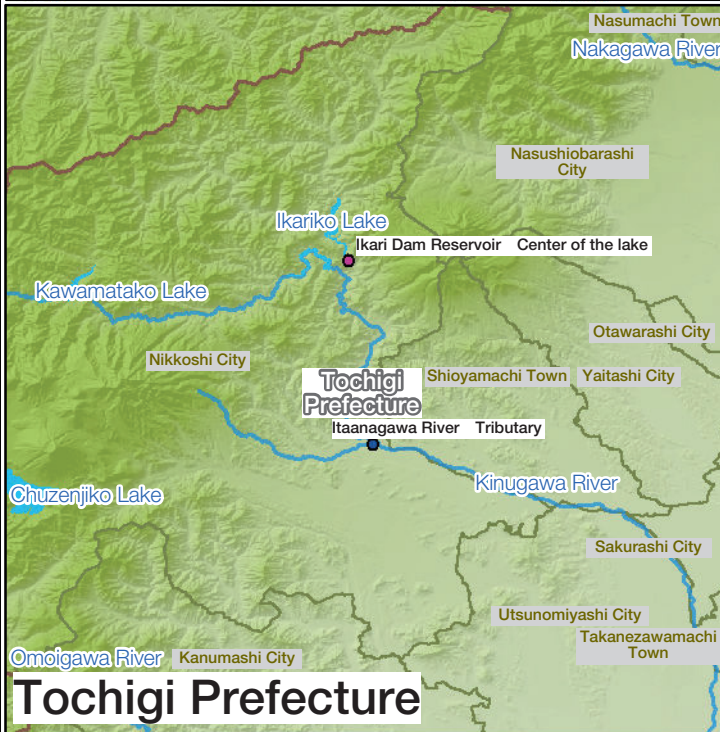 Nasumachi Town
Nakagawa River
Nasushiobarashi
City
Ikariko Lake
Ikari Dam Reservoir Center of the lake
Kawamatako Lake
Otawarashi City
Nikkoshi City
Tochigi
Prefecture
Shioyamachi Town
Yaitashi City
Itaanagawa River Tributary
Kinugawa River
Chuzenjiko Lake
Sakurashi City
Utsunomiyashi City
Takanezawamachi
Town
Omoigawa River
Kanumashi City
Tochigi Prefecture